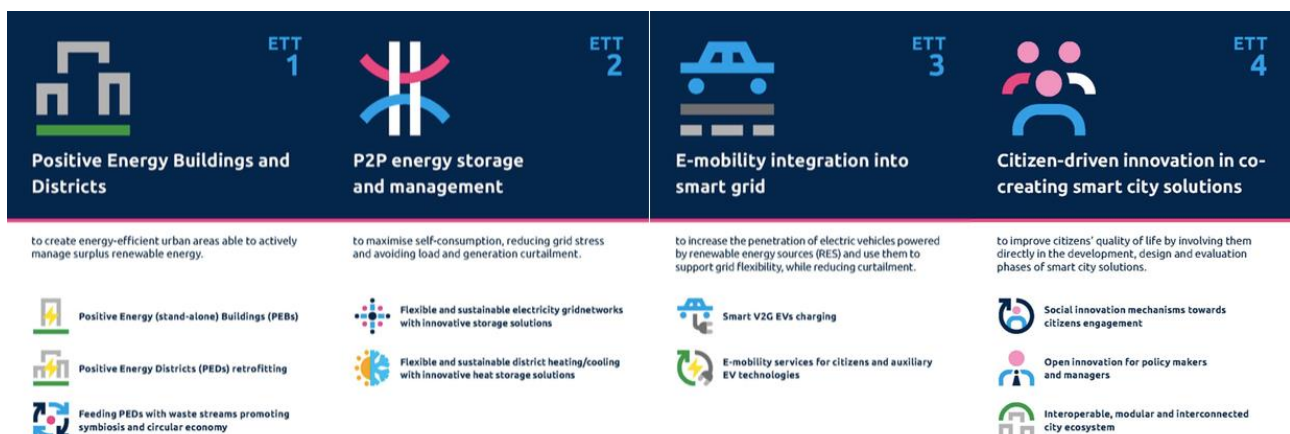 ETT
1
Positive Energy Buildings and
Districts
to create energy-efficient urban areas able to actively
manage surplus renewable energy.
Positive Energy (stand-alone) Buildings (PEBs)
Positive Energy Districts (PEDs) retrofitting
Feeding PEDs with waste streams promoting
symbiosis and circular economy
ETT
2
P2P energy storage
and management
to maximise self-consumption, reducing grid stress
and avoiding load and generation curtailment.
Flexible and sustainable electricity gridnetworks
with innovative storage solutions
Flexible and sustainable district heating/cooling
with innovative heat storage solutions
ETT
3
E-mobility integration into
smart grid
to increase the penetration of electric vehicles powered
by renewable energy sources (RES) and use them to
support grid flexibility, while reducing curtailment.
Smart V2G EVs charging
E-mobility services for citizens and auxiliary
EV technologies
ETT
4
Citizen-driven innovation in co-
creating smart city solutions
to improve citizens' quality of life by involving them
directly in the development, design and evaluation
phases of smart city solutions.
Social innovation mechanisms towards
citizens engagement
Open innovation for policy makers
and managers
Interoperable, modular and interconnected
city ecosystem